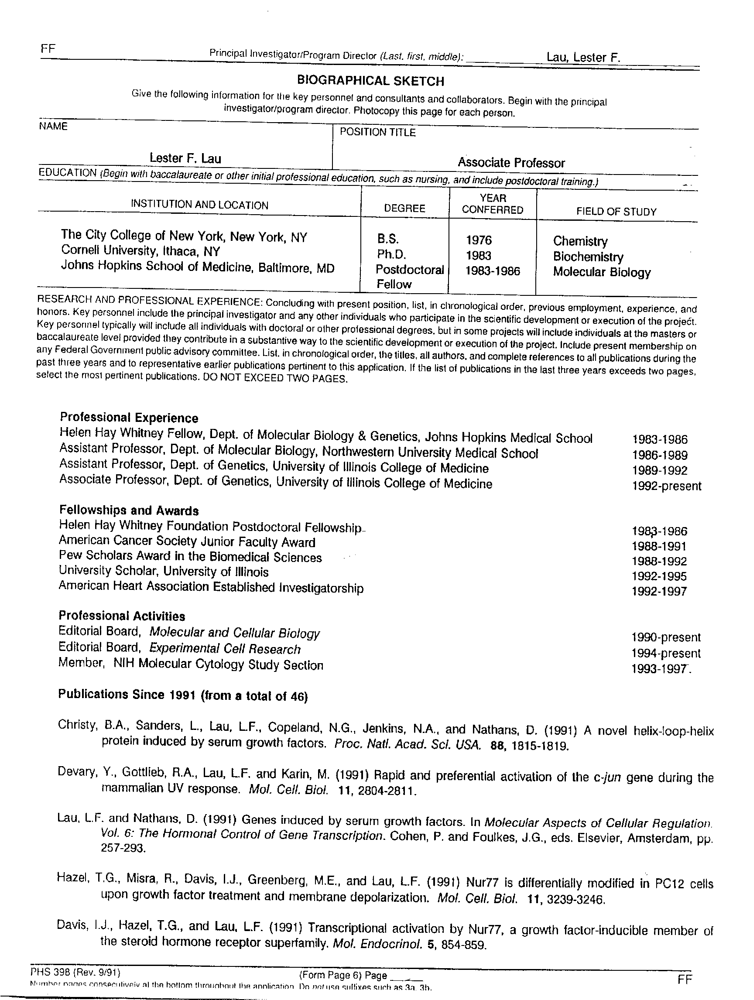 FF
Principal Investigator/Program Director (Last, first, middle): Lau, Lester F.
BIOGRAPHICAL SKETCH
Give the following information for the key personnel and consultants and collaborators. Begin with the principal
investigator/program director. Photocopy this page for each person.
NAME
POSITION TITLE
Lester F. Lau
Associate Professor
EDUCATION (Begin with baccalaureate or other initial professional education, such as nursing, and include postdoctoral training.)
INSTITUTION AND LOCATION
DEGREE
YEAR
CONFERRED
FIELD OF STUDY
The City College of New York, New York, NY B.S. 1976 Chemistry
Cornell University, Ithaca, NY Ph.D. 1983 Biochemistry
Johns Hopkins School of Medicine, Baltimore, MD Postdoctoral 1983-1986 Molecular Biology
Fellow
RESEARCH AND PROFESSIONAL EXPERIENCE: Concluding with present position, list, in chronological order, previous employment, experience, and
honors. Key personnel include the principal investigator and any other individuals who participate in the scientific development or execution of the project.
Key personnel typically will include all individuals with doctoral or other professional degrees, but in some projects will include individuals at the masters or
baccalaureate level provided they contribute in a substantive way to the scientific development or execution of the project. Include present membership on
any Federal Government public advisory committee. List, in chronological order, the titles, all authors, and complete references to all publications during the
past three years and to representative earlier publications pertinent to this application. If the list of publications in the last three years exceeds two pages,
select the most pertinent publications. DO NOT EXCEED TWO PAGES.
Professional Experience
Helen Hay Whitney Fellow, Dept. of Molecular Biology & Genetics, Johns Hopkins Medical School 1983-1986
Assistant Professor, Dept. of Molecular Biology, Northwestern University Medical School 1986-1989
Assistant Professor, Dept. of Genetics, University of Illinois College of Medicine 1989-1992
Associate Professor, Dept. of Genetics, University of Illinois College of Medicine 1992-present
Fellowships and Awards
Helen Hay Whitney Foundation Postdoctoral Fellowship 1983-1986
American Cancer Society Junior Faculty Award 1988-1991
Pew Scholars Award in the Biomedical Sciences 1988-1992
University Scholar, University of Illinois 1992-1995
American Heart Association Established Investigatorship 1992-1997
Professional Activities
Editorial Board, Molecular and Cellular Biology 1990-present
Editorial Board, Experimental Cell Research 1994-present
Member, NIH Molecular Cytology Study Section 1993-1997.
Publications Since 1991 (from a total of 46)
Christy, B.A., Sanders, L., Lau, L.F., Copeland, N.G., Jenkins, N.A., and Nathans, D. (1991) A novel helix-loop-helix
protein induced by serum growth factors. Proc. Natl. Acad. Sci. USA. 88, 1815-1819.
Devary, Y., Gottlieb, R.A., Lau, L.F. and Karin, M. (1991) Rapid and preferential activation of the c-jun gene during the
mammalian UV response. Mol. Cell. Biol. 11, 2804-2811.
Lau, L.F. and Nathans, D. (1991) Genes induced by serum growth factors. In Molecular Aspects of Cellular Regulation,
Vol. 6: The Hormonal Control of Gene Transcription. Cohen, P. and Foulkes, J.G., eds. Elsevier, Amsterdam, pp.
257-293.
Hazel, T.G., Misra, R., Davis, I.J., Greenberg, M.E., and Lau, L.F. (1991) Nur77 is differentially modified in PC12 cells
upon growth factor treatment and membrane depolarization. Mol. Cell. Biol. 11, 3239-3246.
Davis, I.J., Hazel, T.G., and Lau, L.F. (1991) Transcriptional activation by Nur77, a growth factor-inducible member of
the steroid hormone receptor superfamily. Mol. Endocrinol. 5, 854-859.
PHS 398 (Rev. 9/91) (Form Page 6) Page ______ FF
Number pages consecutively at the bottom throughout the application. Do not use suffixes such as 3a, 3b.